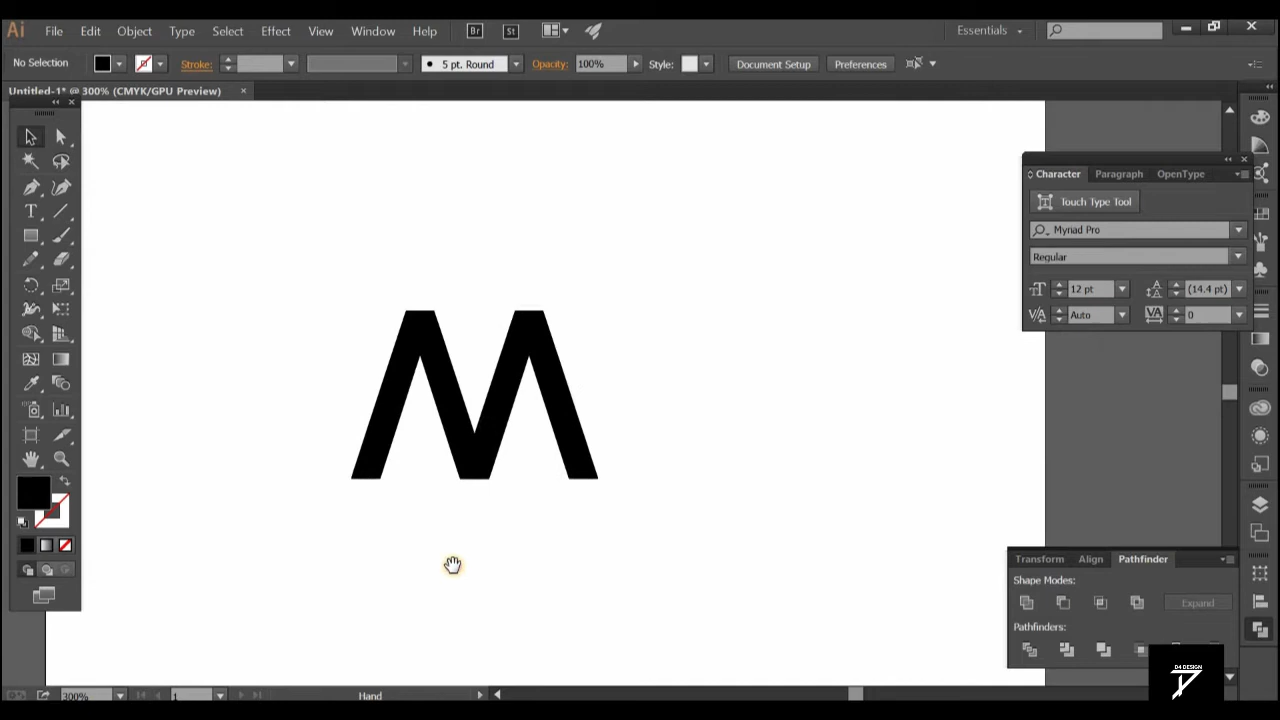 Ai File Edit Object Type Select Effect View Window Help Br St Essentials
No Selection Stroke: 5 pt. Round Opacity: 100% Style: Document Setup Preferences
Untitled-1* @ 300% (CMYK/GPU Preview) ×
Character Paragraph OpenType
Touch Type Tool
Myriad Pro
Regular
12 pt (14.4 pt)
Auto 0
M
Transform Align Pathfinder
Shape Modes:
Expand
Pathfinders:
D4 DESIGN
300% 1 Hand